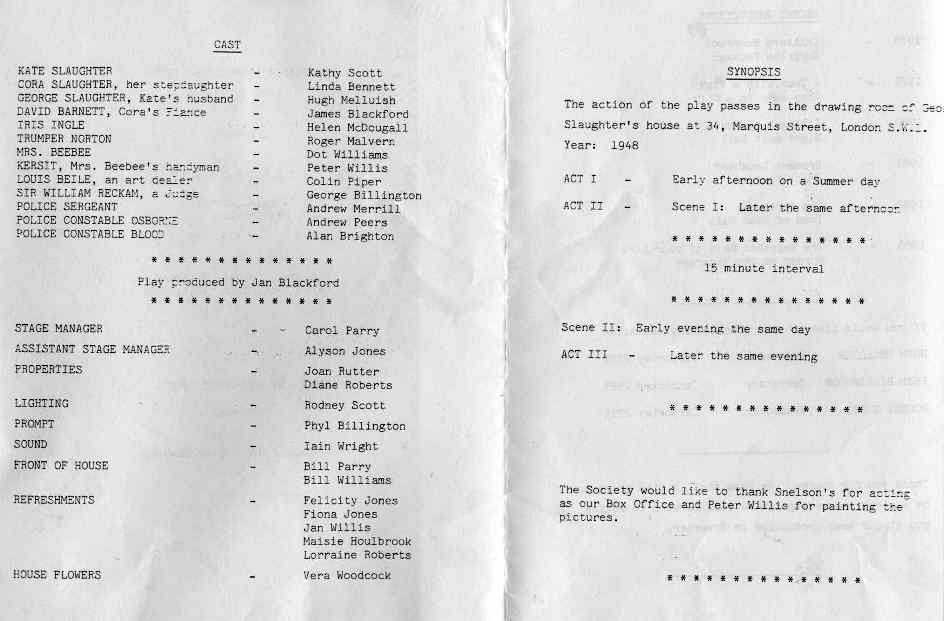 CAST
KATE SLAUGHTER - Kathy Scott
CORA SLAUGHTER, her stepdaughter - Linda Bennett
GEORGE SLAUGHTER, Kate's husband - Hugh Melluish
DAVID BARNETT, Cora's Fiance - James Blackford
IRIS INGLE - Helen McDougall
TRUMPER NORTON - Roger Malvern
MRS. BEEBEE - Dot Williams
KERSIT, Mrs. Beebee's handyman - Peter Willis
LOUIS BEILE, an art dealer - Colin Piper
SIR WILLIAM RECKAM, a Judge - George Billington
POLICE SERGEANT - Andrew Merrill
POLICE CONSTABLE OSBORNE - Andrew Peers
POLICE CONSTABLE BLOOD - Alan Brighton
* * * * * * * * * * * * * *
Play produced by Jan Blackford
* * * * * * * * * * * * * *
STAGE MANAGER - Carol Parry
ASSISTANT STAGE MANAGER - Alyson Jones
PROPERTIES - Joan Rutter
Diane Roberts
LIGHTING - Rodney Scott
PROMPT - Phyl Billington
SOUND - Iain Wright
FRONT OF HOUSE - Bill Parry
Bill Williams
REFRESHMENTS - Felicity Jones
Fiona Jones
Jan Willis
Maisie Houlbrook
Lorraine Roberts
HOUSE FLOWERS - Vera Woodcock
SYNOPSIS
The action of the play passes in the drawing room of Geo
Slaughter's house at 34, Marquis Street, London S.W.1.
Year: 1948
ACT I - Early afternoon on a Summer day
ACT II - Scene I: Later the same afternoon
* * * * * * * * * * * * * * *
15 minute interval
* * * * * * * * * * * * * * *
Scene II: Early evening the same day
ACT III - Later the same evening
* * * * * * * * * * * * * * *
The Society would like to thank Snelson's for acting
as our Box Office and Peter Willis for painting the
pictures.
* * * * * * * * * * * * * * *